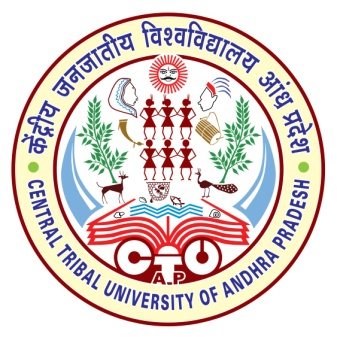 केंद्रीय जनजातीय विश्वविद्यालय आंध्र प्रदेश
CENTRAL TRIBAL UNIVERSITY OF ANDHRA PRADESH
CTU
A.P